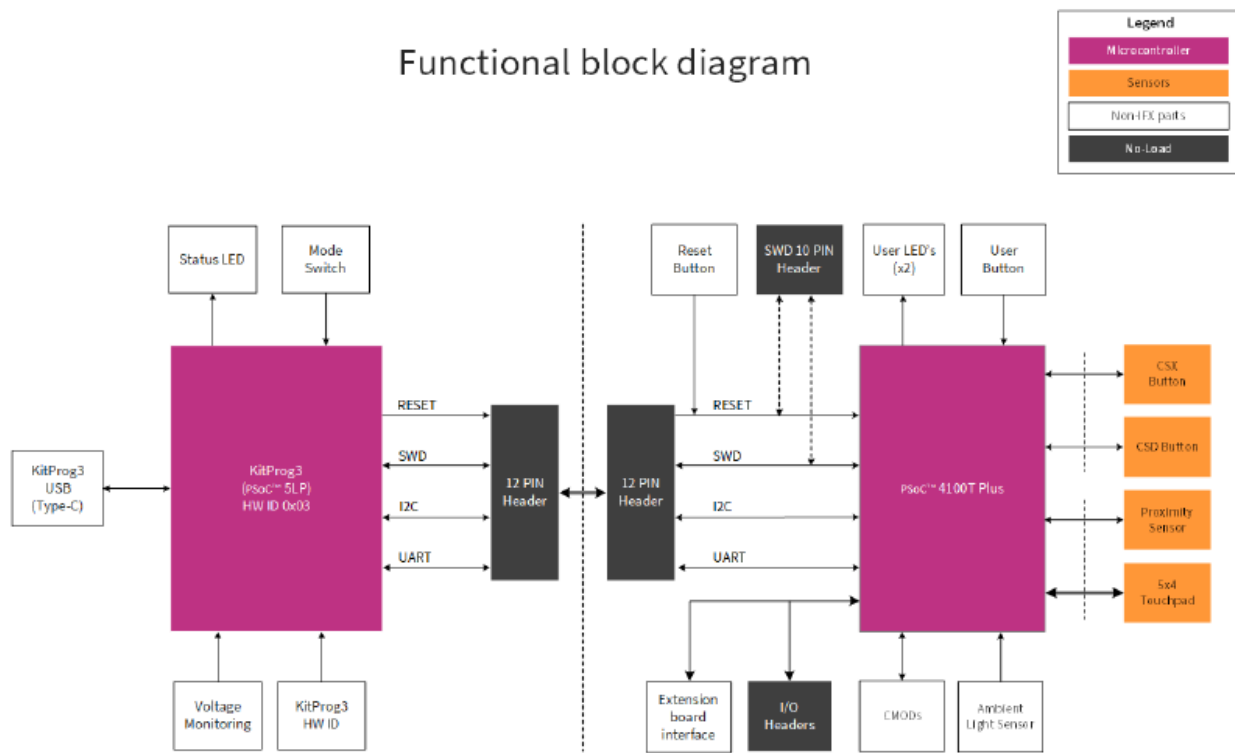 Legend
Microcontroller
Sensors
Non-IFX parts
No-Load
Functional block diagram
Status LED
Mode
Switch
Reset
Button
SWD 10 PIN
Header
User LED's
(x2)
User
Button
KitProg3
USB
(Type-C)
KitProg3
(PSoC™ 5LP)
HW ID 0x03
RESET
SWD
I2C
UART
12 PIN
Header
12 PIN
Header
RESET
SWD
I2C
UART
PSoC™ 4100T Plus
CSX
Button
CSD Button
Proximity
Sensor
5x4
Touchpad
Voltage
Monitoring
KitProg3
HW ID
Extension
board
interface
I/O
Headers
CMODs
Ambient
Light Sensor